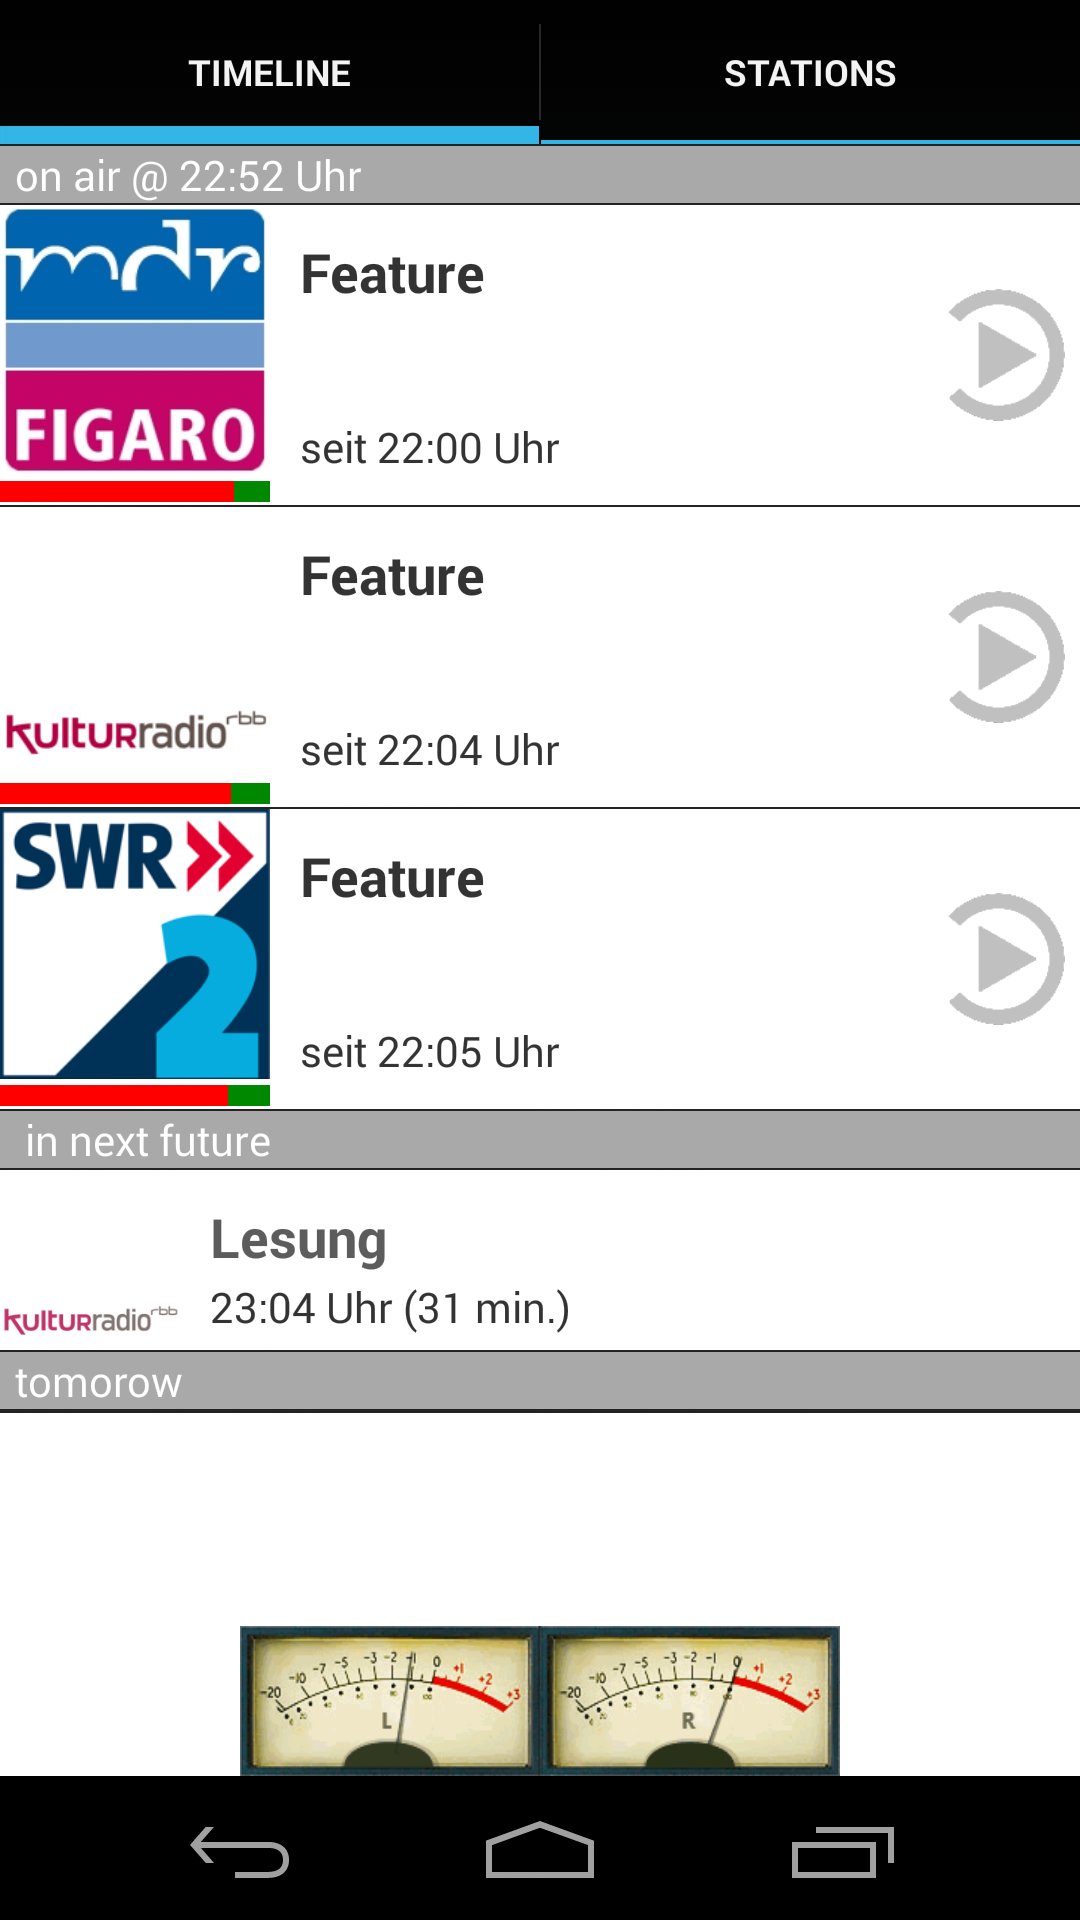 TIMELINE
STATIONS
on air @ 22:52 Uhr
mdr
FIGARO
Feature
seit 22:00 Uhr
Feature
kulturradio rbb
seit 22:04 Uhr
SWR
2
Feature
seit 22:05 Uhr
in next future
Lesung
kulturradio rbb
23:04 Uhr (31 min.)
tomorow
-20 -10 -7 -5 -3 -2 -1 0 +1 +2 +3
L
-20 -10 -7 -5 -3 -2 -1 0 +1 +2 +3
R